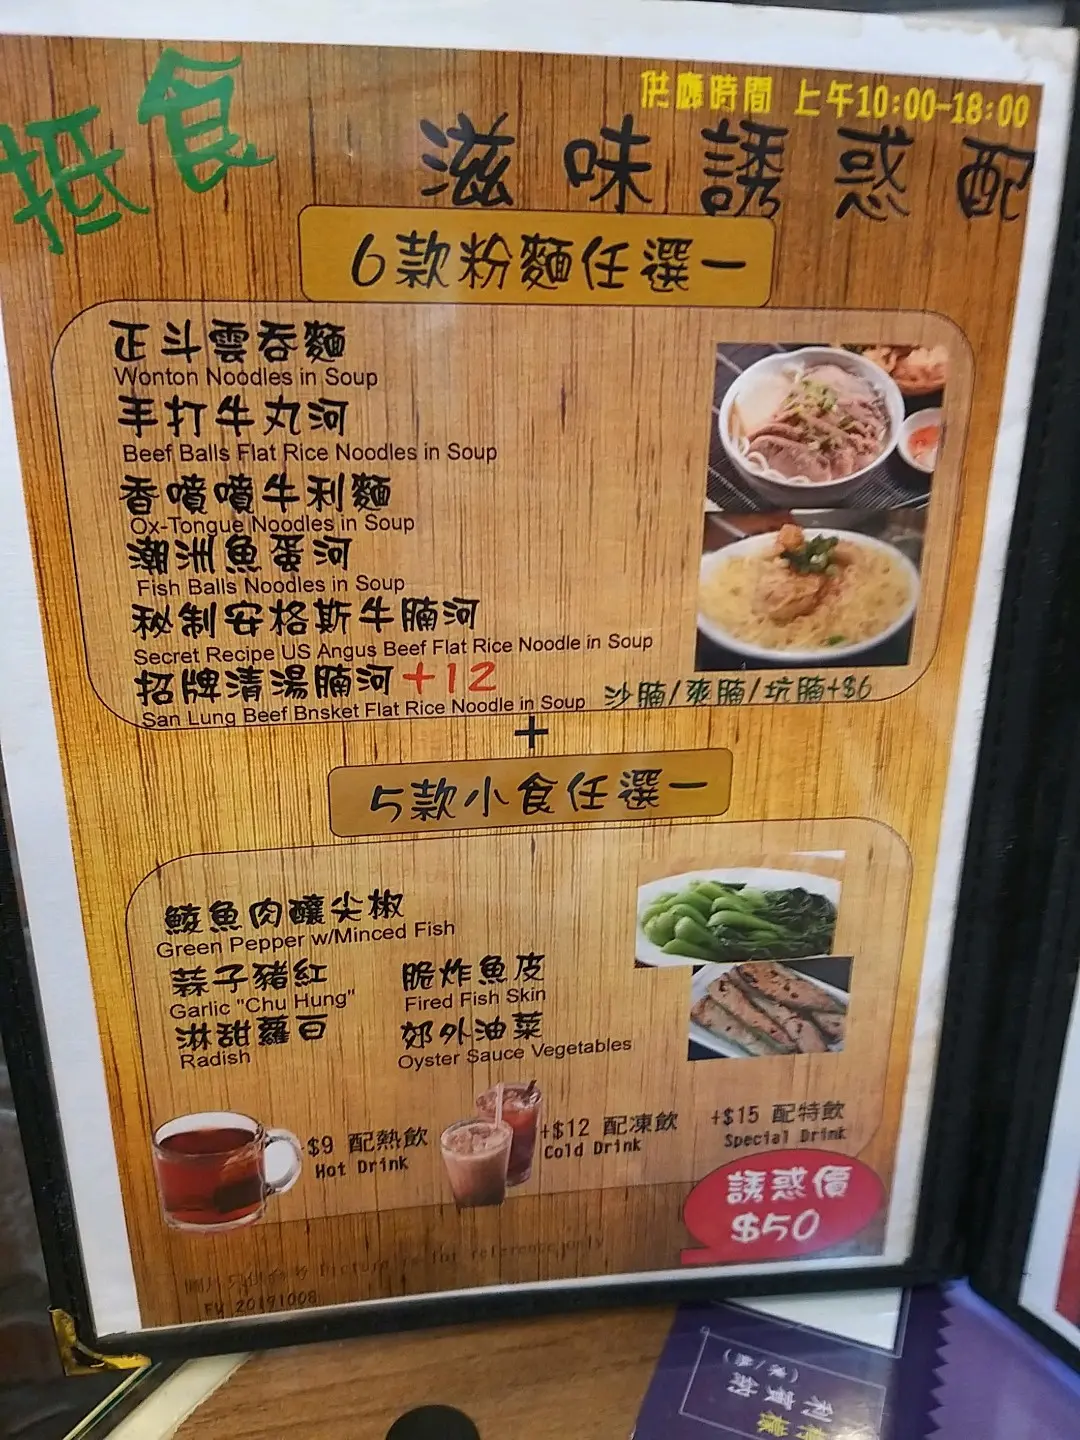 抵食
供應時間 上午10:00-18:00
滋味誘惑配
6款粉麵任選一
正斗雲吞麵
Wonton Noodles in Soup
手打牛丸河
Beef Balls Flat Rice Noodles in Soup
香噴噴牛利麵
Ox-Tongue Noodles in Soup
潮洲魚蛋河
Fish Balls Noodles in Soup
秘制安格斯牛腩河
Secret Recipe US Angus Beef Flat Rice Noodle in Soup
招牌清湯腩河 +12
San Lung Beef Bnsket Flat Rice Noodle in Soup 沙腩/爽腩/坑腩+$6
+
5款小食任選一
鯪魚肉釀尖椒
Green Pepper w/Minced Fish
蒜子豬紅 脆炸魚皮
Garlic "Chu Hung" Fired Fish Skin
淋甜蘿白 郊外油菜
Radish Oyster Sauce Vegetables
+$9 配熱飲 +$12 配凍飲 +$15 配特飲
Hot Drink Cold Drink Special Drink
誘惑價
$50
Picture is for reference only
FY 20191008